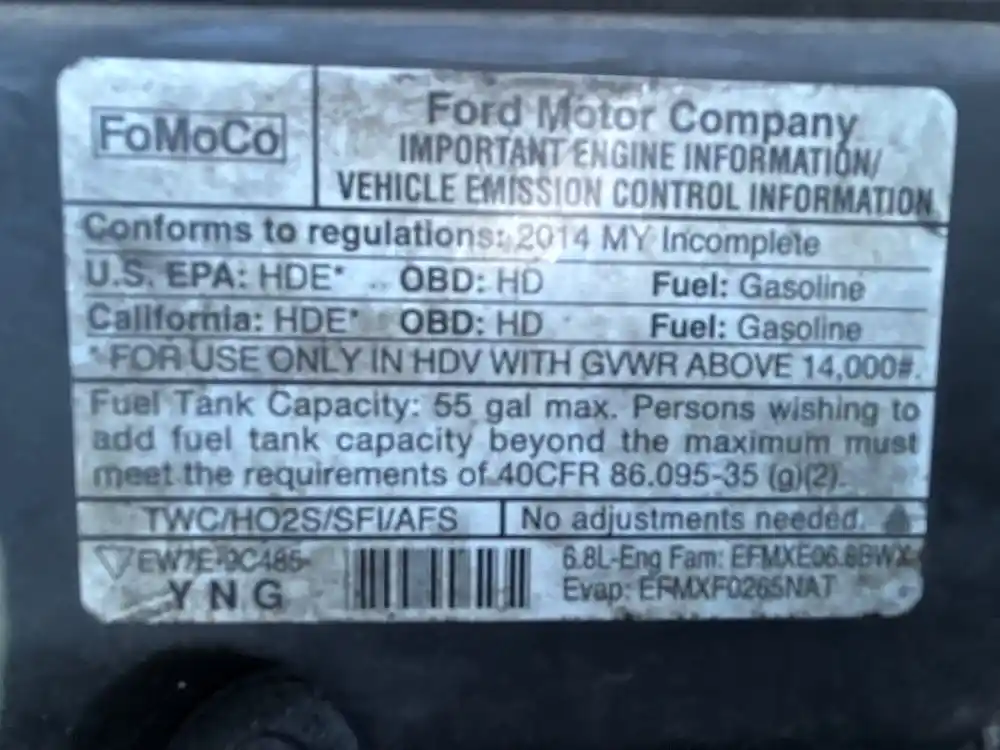 FoMoCo
Ford Motor Company
IMPORTANT ENGINE INFORMATION/
VEHICLE EMISSION CONTROL INFORMATION
Conforms to regulations: 2014 MY Incomplete
U.S. EPA: HDE* OBD: HD Fuel: Gasoline
California: HDE* OBD: HD Fuel: Gasoline
*FOR USE ONLY IN HDV WITH GVWR ABOVE 14,000#.
Fuel Tank Capacity: 55 gal max. Persons wishing to
add fuel tank capacity beyond the maximum must
meet the requirements of 40CFR 86.095-35 (g)(2).
TWC/HO2S/SFI/AFS No adjustments needed.
EW7E-9C485-
YNG
6.8L-Eng Fam: EFMXE06.8BWX
Evap: EFMXF0265NAT